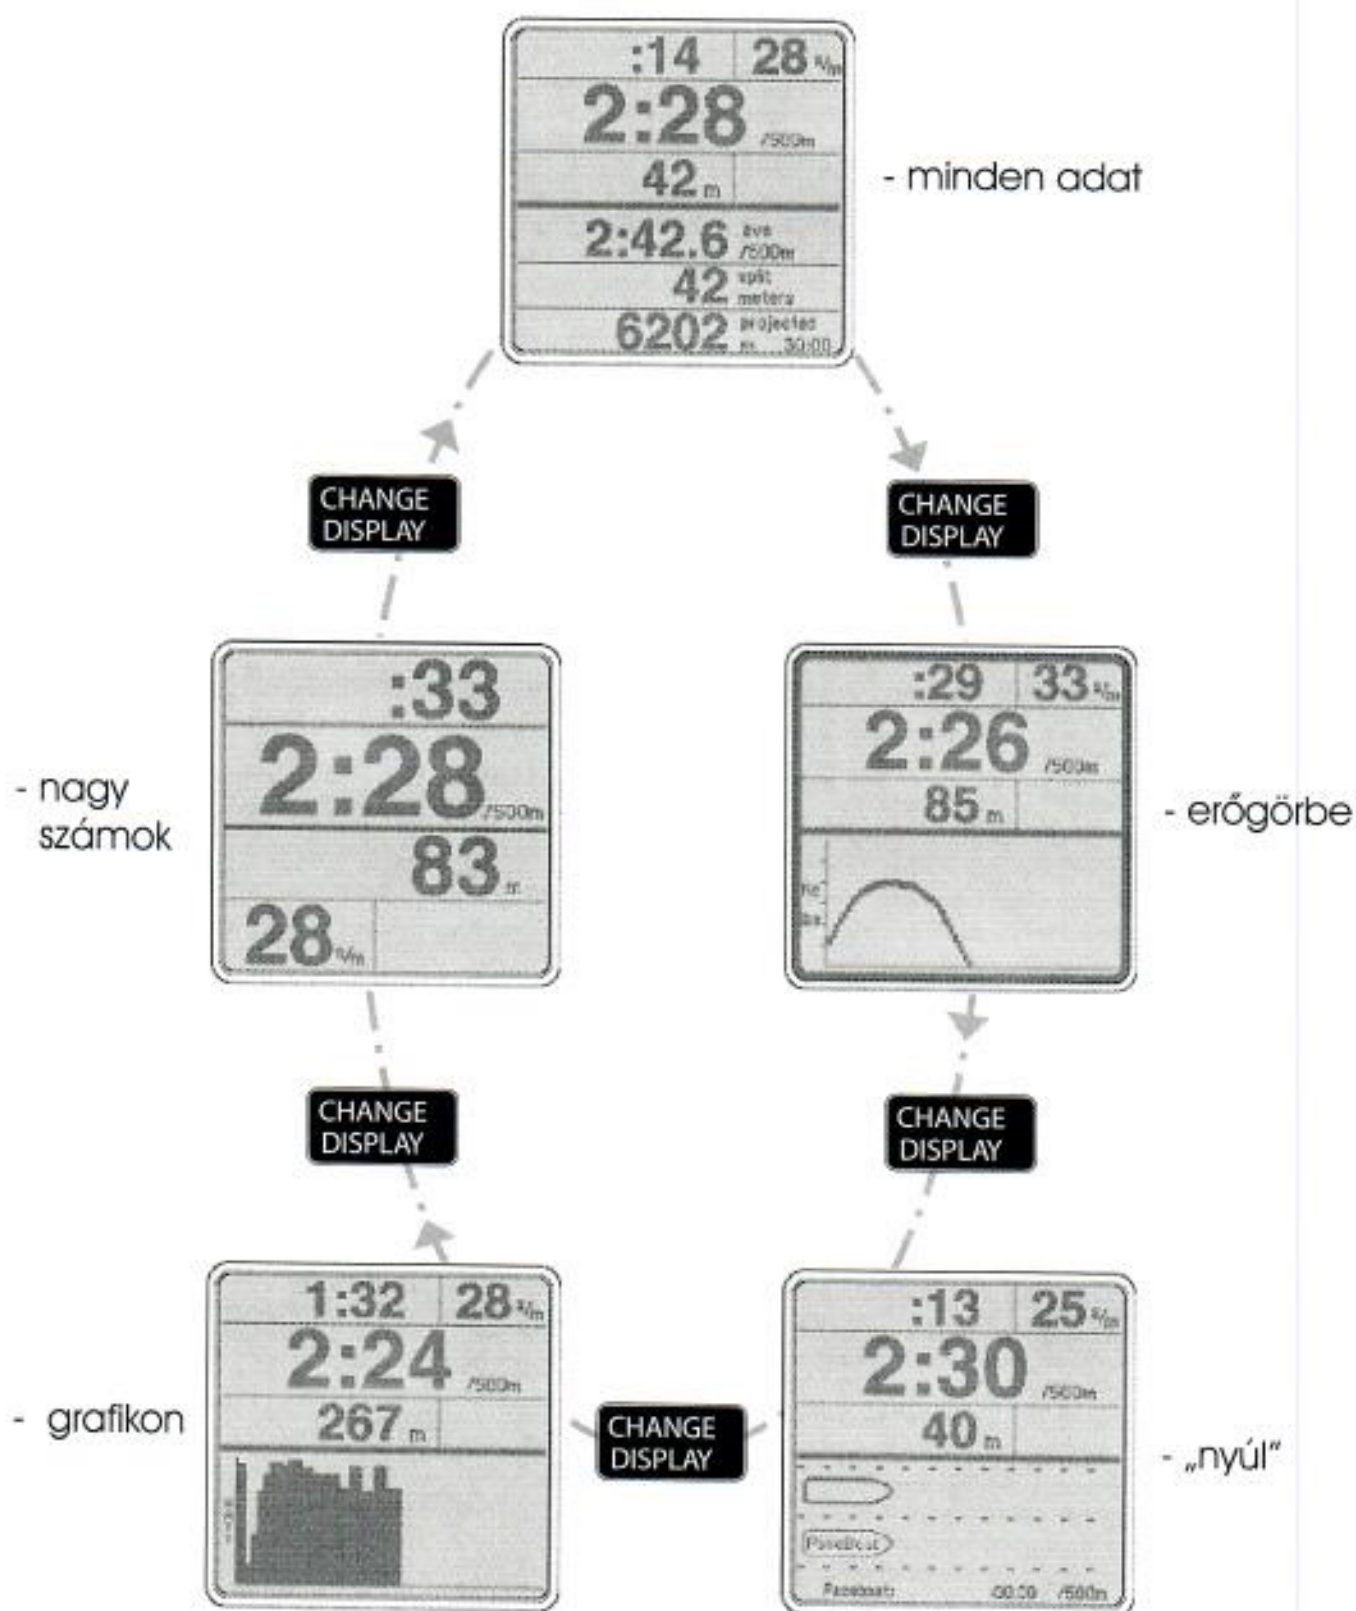 :14 28 s/m
2:28 /500m
42 m
2:42.6 ave /500m
42 split meters
6202 projected m 30:00
- minden adat
CHANGE DISPLAY
CHANGE DISPLAY
:33
2:28 /500m
83 m
28 s/m
- nagy számok
:29 33 s/m
2:26 /500m
85 m
- erőgörbe
CHANGE DISPLAY
CHANGE DISPLAY
1:32 28 s/m
2:24 /500m
267 m
- grafikon
CHANGE DISPLAY
:13 25 s/m
2:30 /500m
40 m
PaceBoat
Paceboat: /500m
- „nyúl“